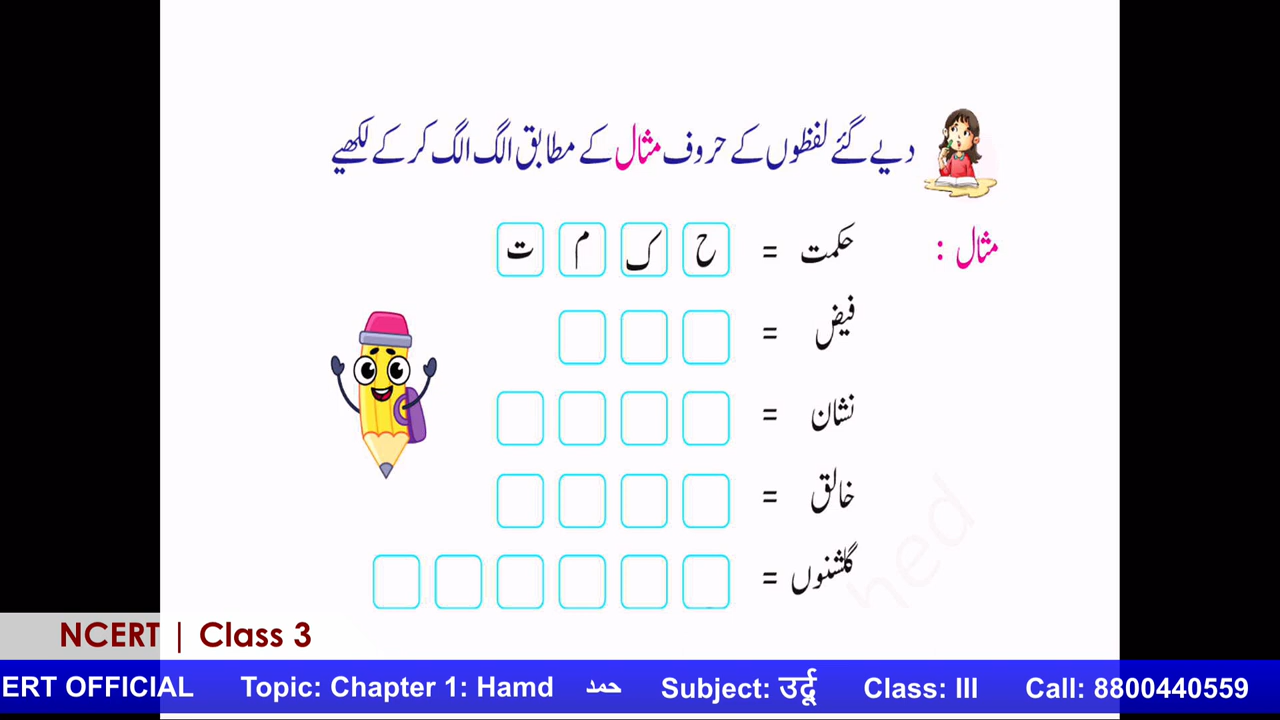 دیے گئے لفظوں کے حروف مثال کے مطابق الگ الگ کر کے لکھیے
مثال : حکمت = ح ک م ت
فیض =
نشان =
خالق =
گلشنوں =
hed
NCERT | Class 3
ERT OFFICIAL Topic: Chapter 1: Hamd حمد Subject: उर्दू Class: III Call: 8800440559